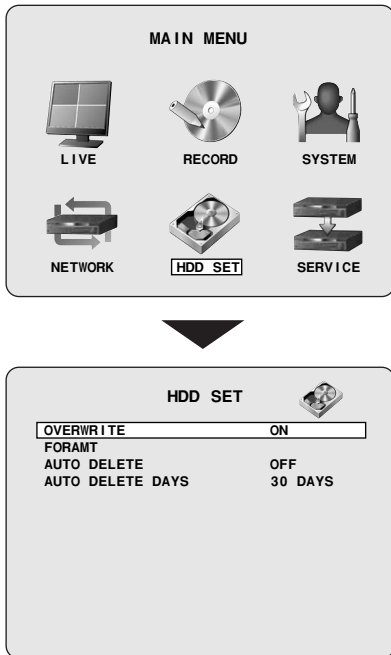 MAIN MENU
LIVE RECORD SYSTEM
NETWORK HDD SET SERVICE
HDD SET
OVERWRITE ON
FORAMT
AUTO DELETE OFF
AUTO DELETE DAYS 30 DAYS